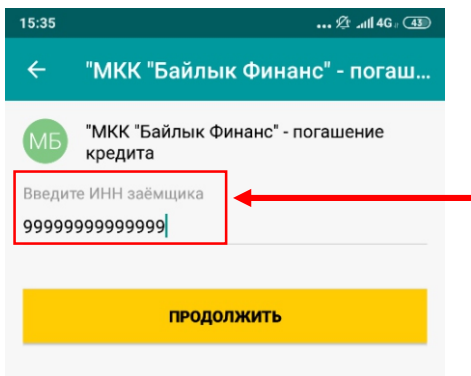 15:35 ... 4G 43
"МКК "Байлык Финанс" - погаш...
МБ
"МКК "Байлык Финанс" - погашение
кредита
Введите ИНН заёмщика
99999999999999
ПРОДОЛЖИТЬ